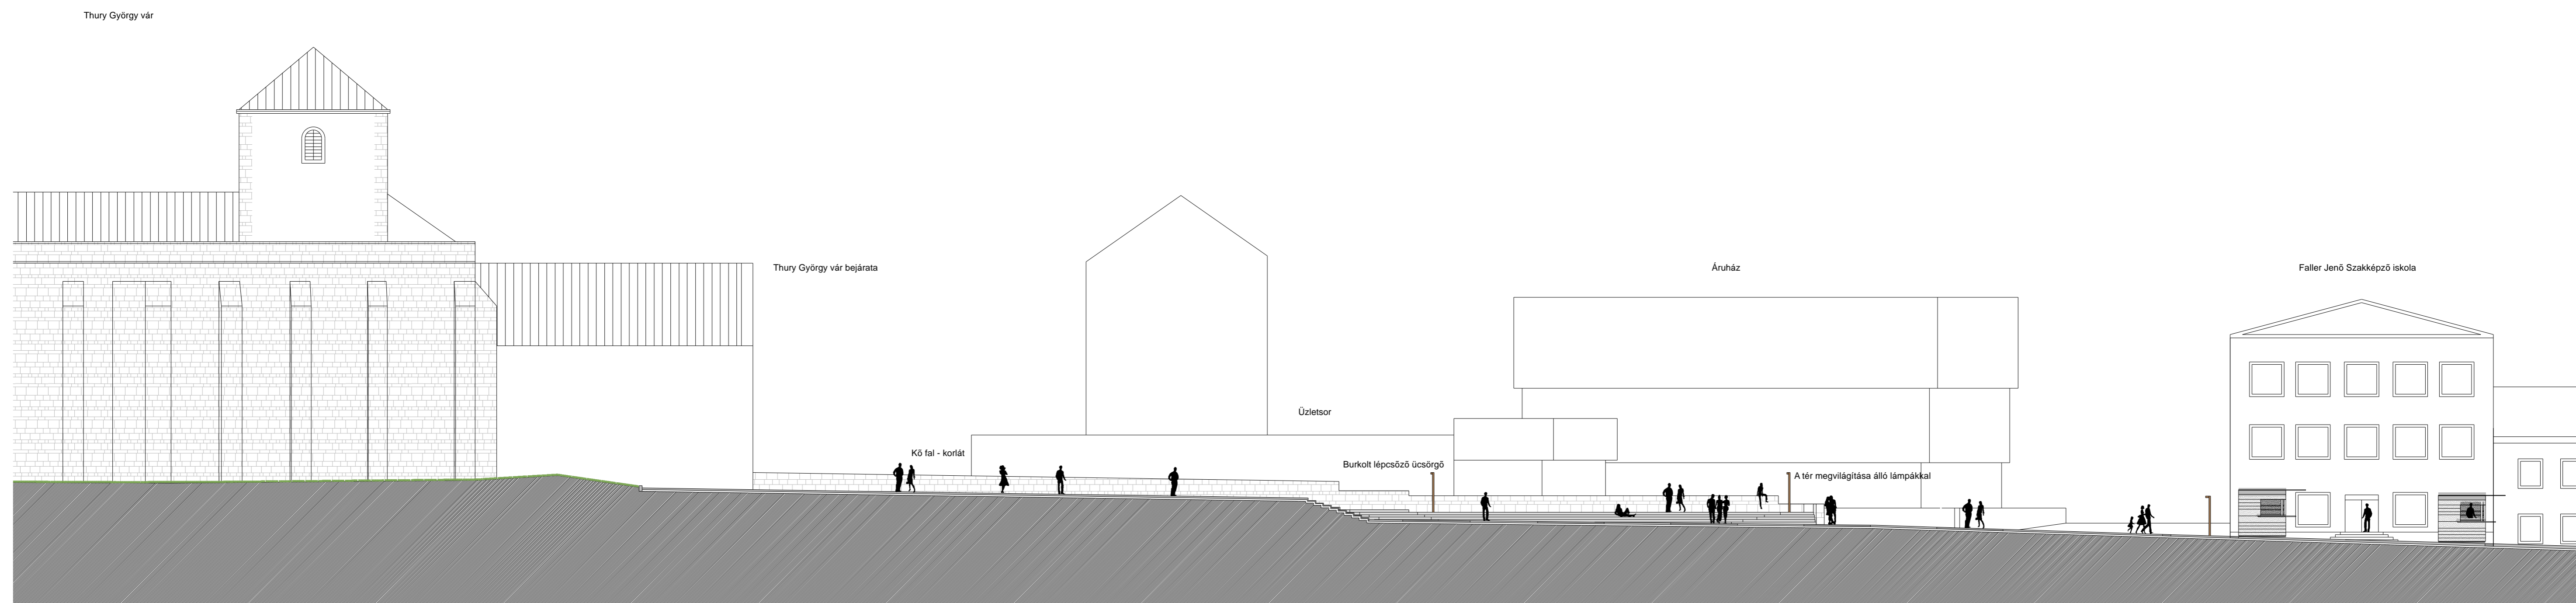 Thury György vár
Thury György vár bejárata
Kő fal - korlát
Üzletsor
Burkolt lépcsőző ücsörgő
Áruház
A tér megvilágítása álló lámpákkal
Faller Jenő Szakképző iskola